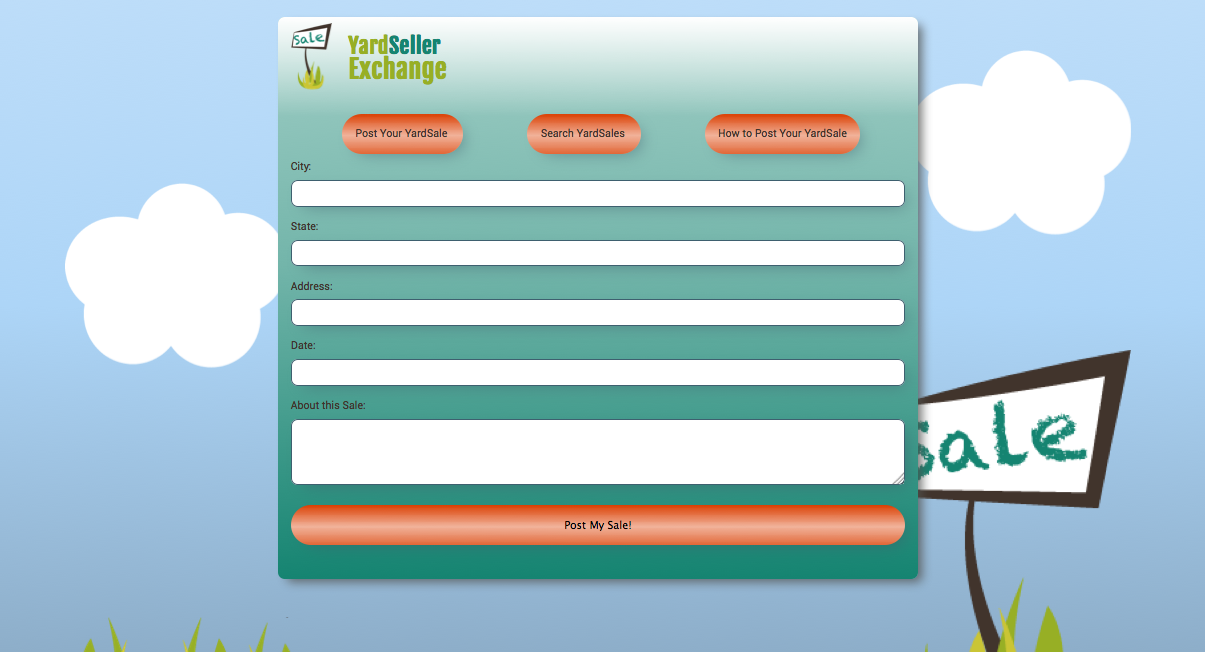 Sale
YardSeller
Exchange
Post Your YardSale
Search YardSales
How to Post Your YardSale
City:
State:
Address:
Date:
About this Sale:
Sale
Post My Sale!